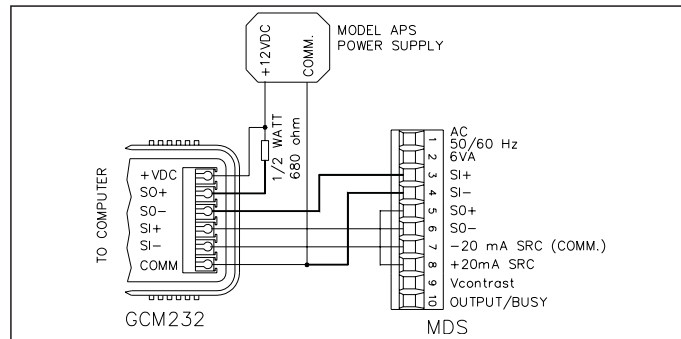 MODEL APS
POWER SUPPLY
+12VDC
COMM.
1/2 WATT
680 ohm
TO COMPUTER
+VDC
SO+
SO-
SI+
SI-
COMM
GCM232
1
2
3
4
5
6
7
8
9
10
AC
50/60 Hz
6VA
SI+
SI-
SO+
SO-
-20 mA SRC (COMM.)
+20mA SRC
Vcontrast
OUTPUT/BUSY
MDS